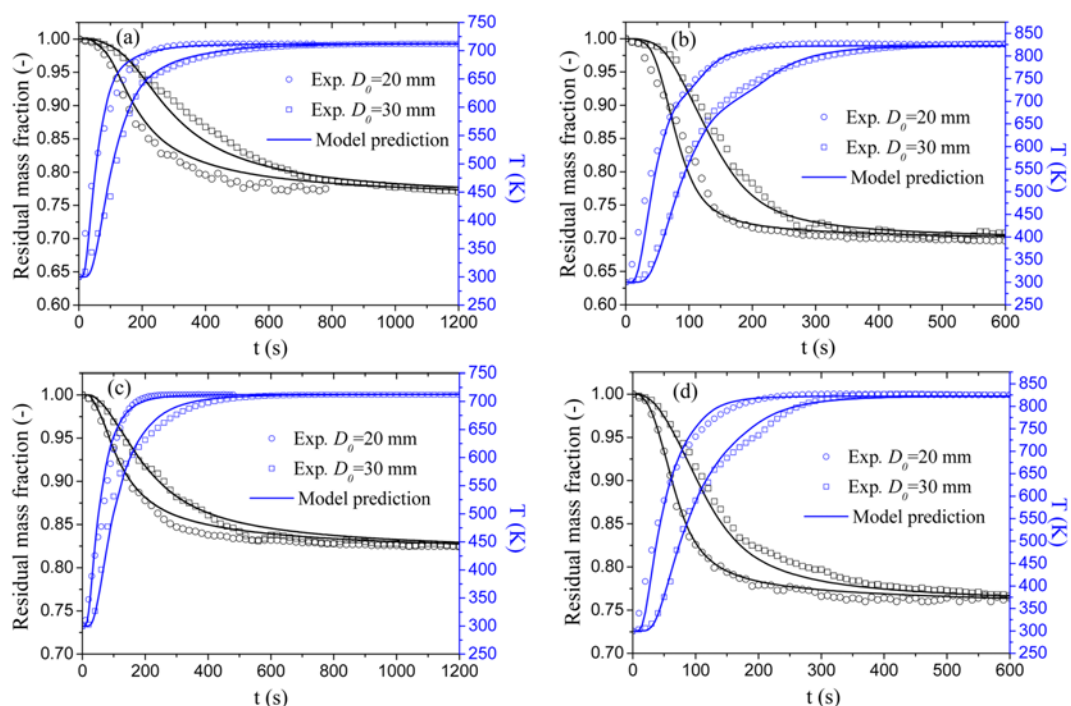 (a)
Exp. D0=20 mm
Exp. D0=30 mm
Model prediction
Residual mass fraction (-)
1.00
0.95
0.90
0.85
0.80
0.75
0.70
0.65
0.60
0 200 400 600 800 1000 1200
t (s)
750
700
650
600
550
500
450
400
350
300
250
T (K)
(b)
Exp. D0=20 mm
Exp. D0=30 mm
Model prediction
Residual mass fraction (-)
1.00
0.95
0.90
0.85
0.80
0.75
0.70
0.65
0.60
0 100 200 300 400 500 600
t (s)
850
800
750
700
650
600
550
500
450
400
350
300
250
T (K)
(c)
Exp. D0=20 mm
Exp. D0=30 mm
Model prediction
Residual mass fraction (-)
1.00
0.95
0.90
0.85
0.80
0.75
0.70
0 200 400 600 800 1000 1200
t (s)
750
700
650
600
550
500
450
400
350
300
250
T (K)
(d)
Exp. D0=20 mm
Exp. D0=30 mm
Model prediction
Residual mass fraction (-)
1.00
0.95
0.90
0.85
0.80
0.75
0.70
0 100 200 300 400 500 600
t (s)
850
800
750
700
650
600
550
500
450
400
350
300
250
T (K)